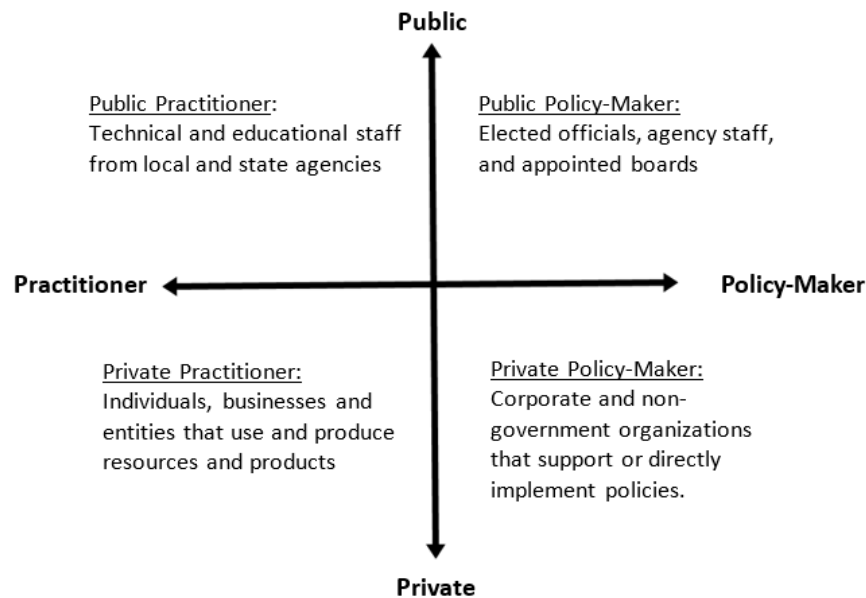 Public
Public Practitioner:
Technical and educational staff
from local and state agencies
Public Policy-Maker:
Elected officials, agency staff,
and appointed boards
Practitioner
Policy-Maker
Private Practitioner:
Individuals, businesses and
entities that use and produce
resources and products
Private Policy-Maker:
Corporate and non-
government organizations
that support or directly
implement policies.
Private